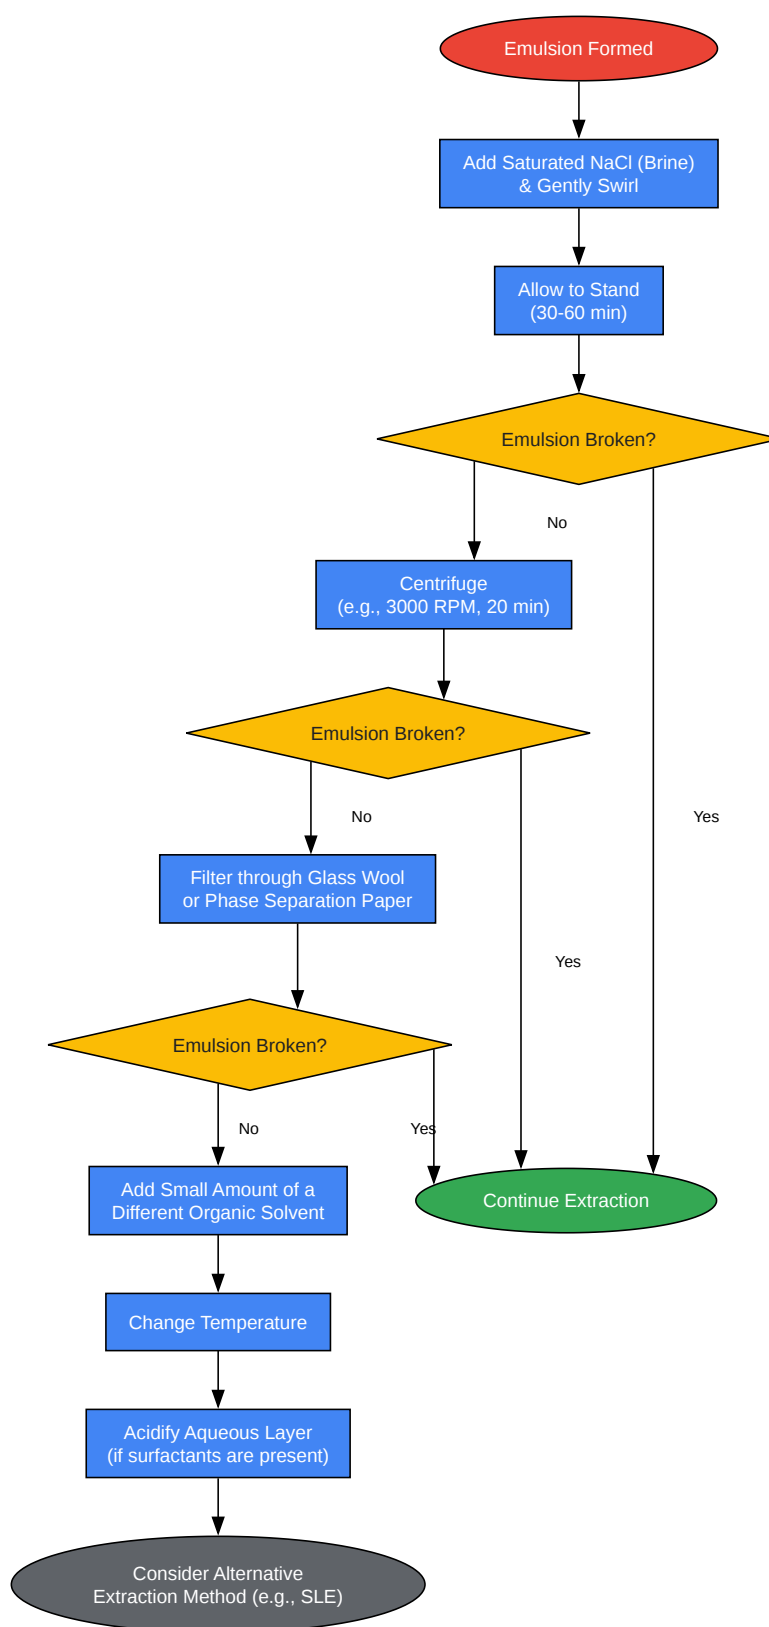 Emulsion Formed
Add Saturated NaCl (Brine)
& Gently Swirl
Allow to Stand
(30-60 min)
Emulsion Broken?
No
Centrifuge
(e.g., 3000 RPM, 20 min)
Emulsion Broken?
No
Yes
Filter through Glass Wool
or Phase Separation Paper
Yes
Emulsion Broken?
No
Yes
Add Small Amount of a
Different Organic Solvent
Continue Extraction
Change Temperature
Acidify Aqueous Layer
(if surfactants are present)
Consider Alternative
Extraction Method (e.g., SLE)